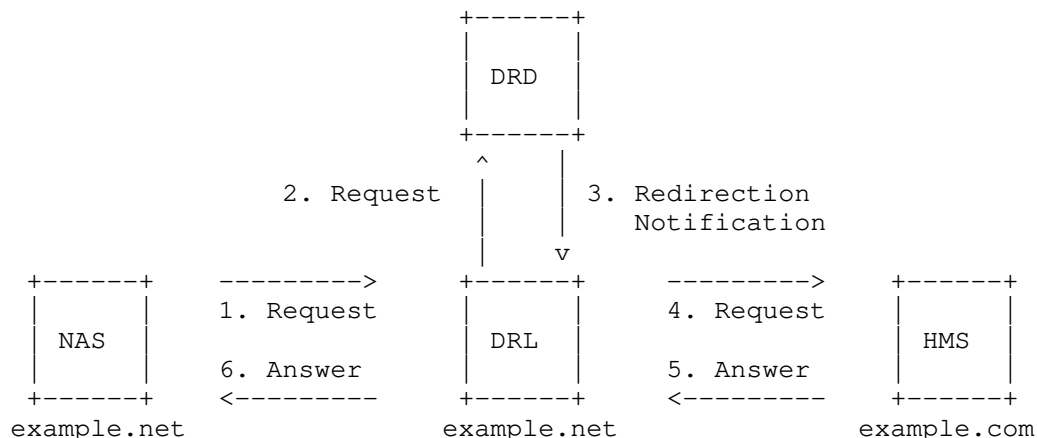 DRD
2. Request 3. Redirection
Notification
1. Request 4. Request
NAS DRL HMS
6. Answer 5. Answer
example.net example.net example.com